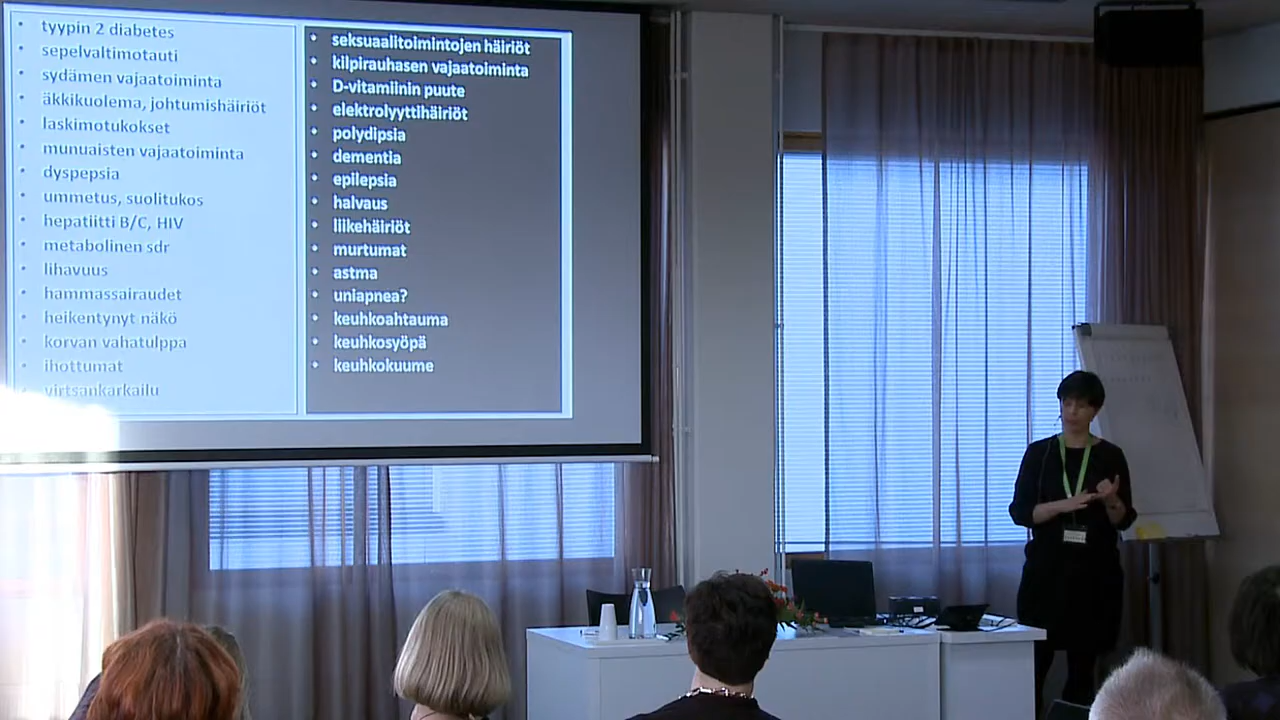 tyypin 2 diabetes
sepelvaltimotauti
sydämen vajaatoiminta
äkkikuolema, johtumishäiriöt
laskimotukokset
munuaisten vajaatoiminta
dyspepsia
ummetus, suolitukos
hepatiitti B/C, HIV
metabolinen sdr
lihavuus
hammassairaudet
heikentynyt näkö
korvan vahatulppa
ihottumat
virtsankarkailu
seksuaalitoimintojen häiriöt
kilpirauhasen vajaatoiminta
D-vitamiinin puute
elektrolyyttihäiriöt
polydipsia
dementia
epilepsia
halvaus
liikehäiriöt
murtumat
astma
uniapnea?
keuhkoahtauma
keuhkosyöpä
keuhkokuume